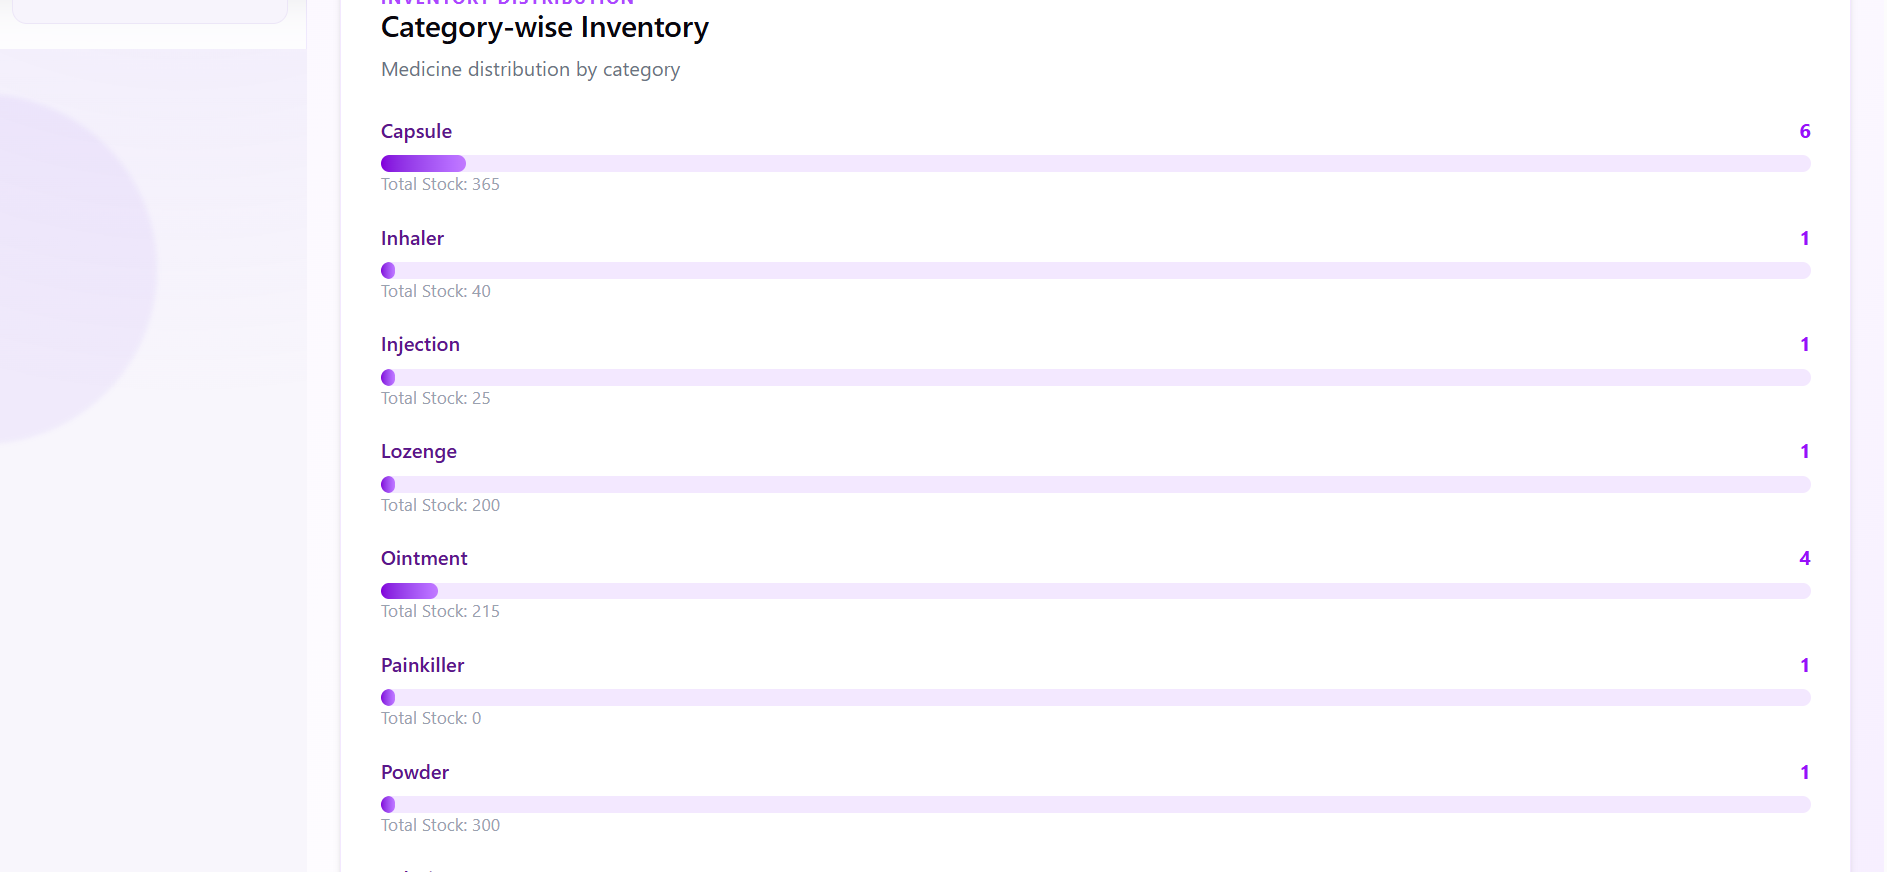 INVENTORY DISTRIBUTION
Category-wise Inventory
Medicine distribution by category
Capsule 6
Total Stock: 365
Inhaler 1
Total Stock: 40
Injection 1
Total Stock: 25
Lozenge 1
Total Stock: 200
Ointment 4
Total Stock: 215
Painkiller 1
Total Stock: 0
Powder 1
Total Stock: 300